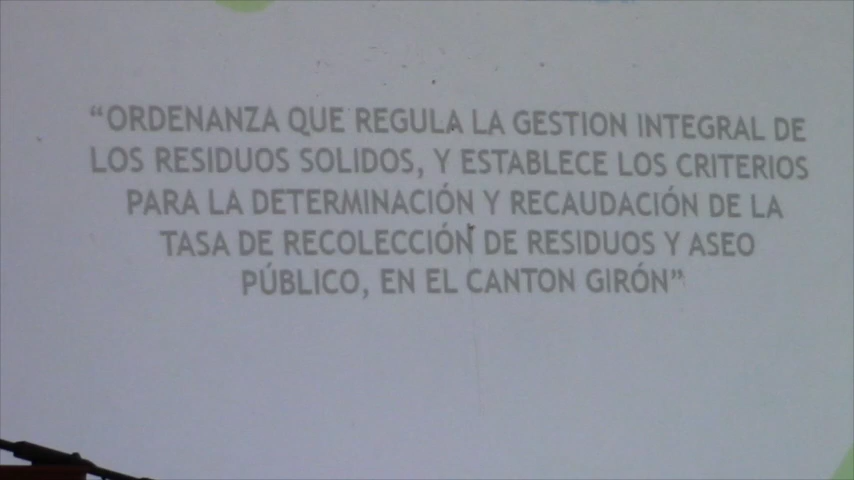 “ORDENANZA QUE REGULA LA GESTION INTEGRAL DE
LOS RESIDUOS SOLIDOS, Y ESTABLECE LOS CRITERIOS
PARA LA DETERMINACIÓN Y RECAUDACIÓN DE LA
TASA DE RECOLECCIÓN DE RESIDUOS Y ASEO
PÚBLICO, EN EL CANTON GIRÓN”